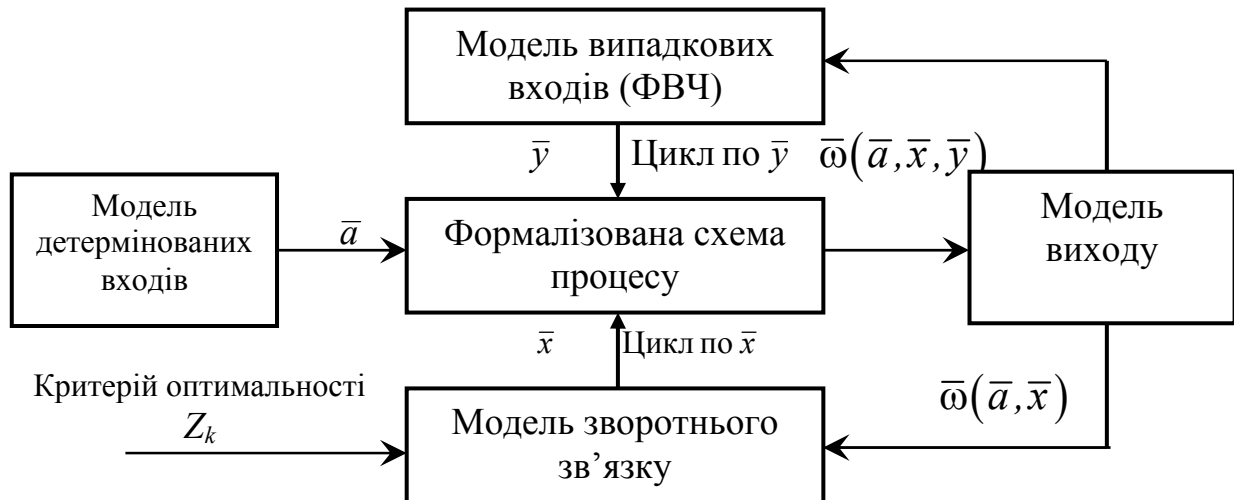 Модель випадкових
входів (ФВЧ)
y̅ Цикл по y̅ ω̅(a̅,x̅,y̅)
Модель
детермінованих
входів
a̅
Формалізована схема
процесу
Модель
виходу
x̅ Цикл по x̅
Критерій оптимальності
Z_k
Модель зворотнього
зв’язку
ω̅(a̅,x̅)